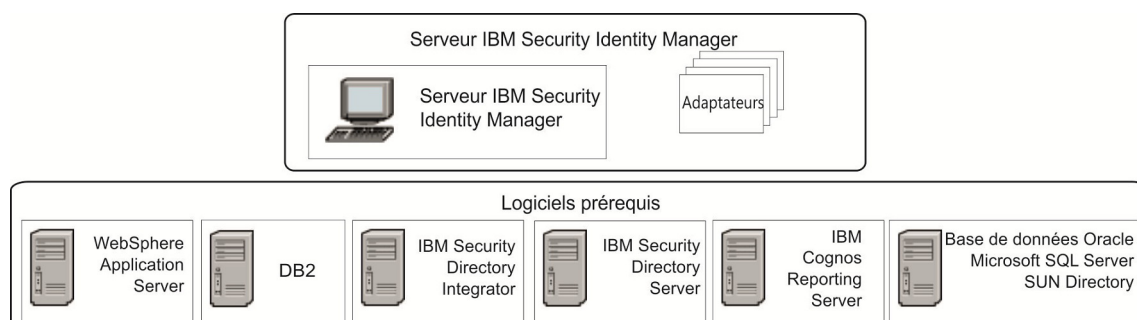 Serveur IBM Security Identity Manager
Serveur IBM Security
Identity Manager
Adaptateurs
Logiciels prérequis
WebSphere
Application
Server
DB2
IBM Security
Directory
Integrator
IBM Security
Directory
Server
IBM
Cognos
Reporting
Server
Base de données Oracle
Microsoft SQL Server
SUN Directory